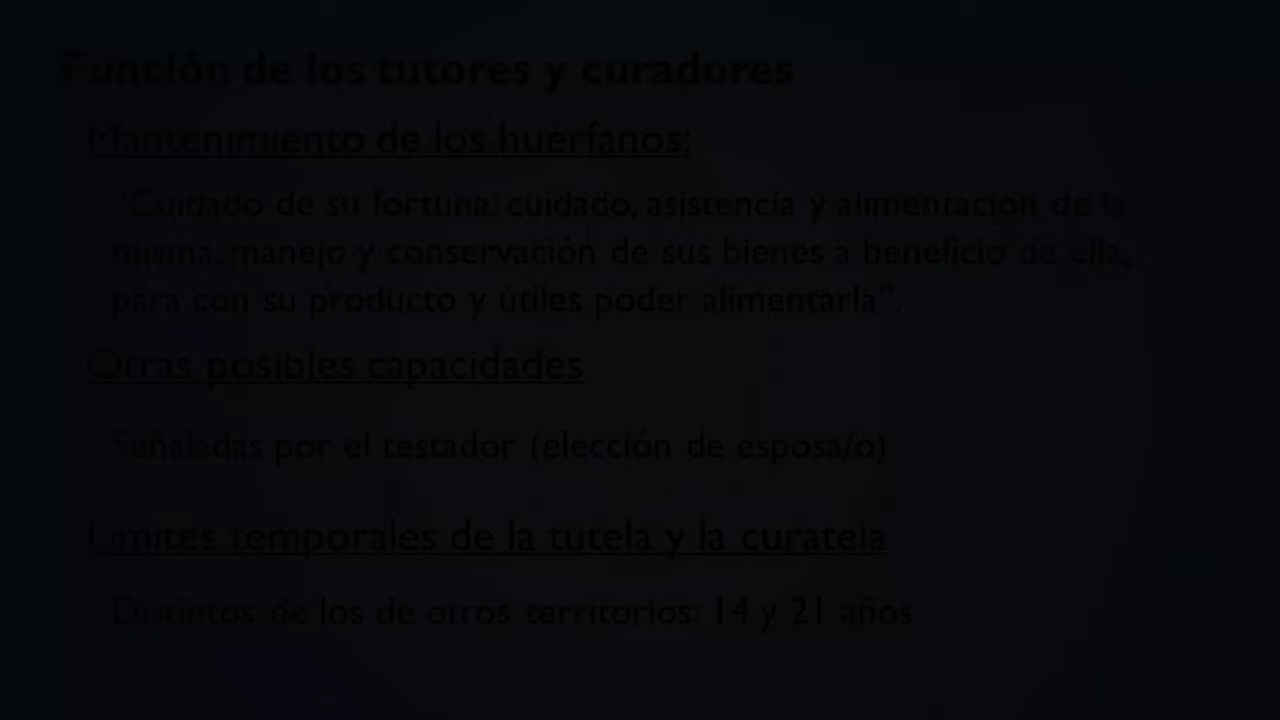 Función de los tutores y curadores
Mantenimiento de los huérfanos:
“Cuidado de su fortuna: cuidado, asistencia y alimentación de la
misma, manejo y conservación de sus bienes a beneficio de ella,
para con su producto y útiles poder alimentarla”.
Otras posibles capacidades
Señaladas por el testador (elección de esposa/o)
Límites temporales de la tutela y la curatela
Distintos de los de otros territorios: 14 y 21 años